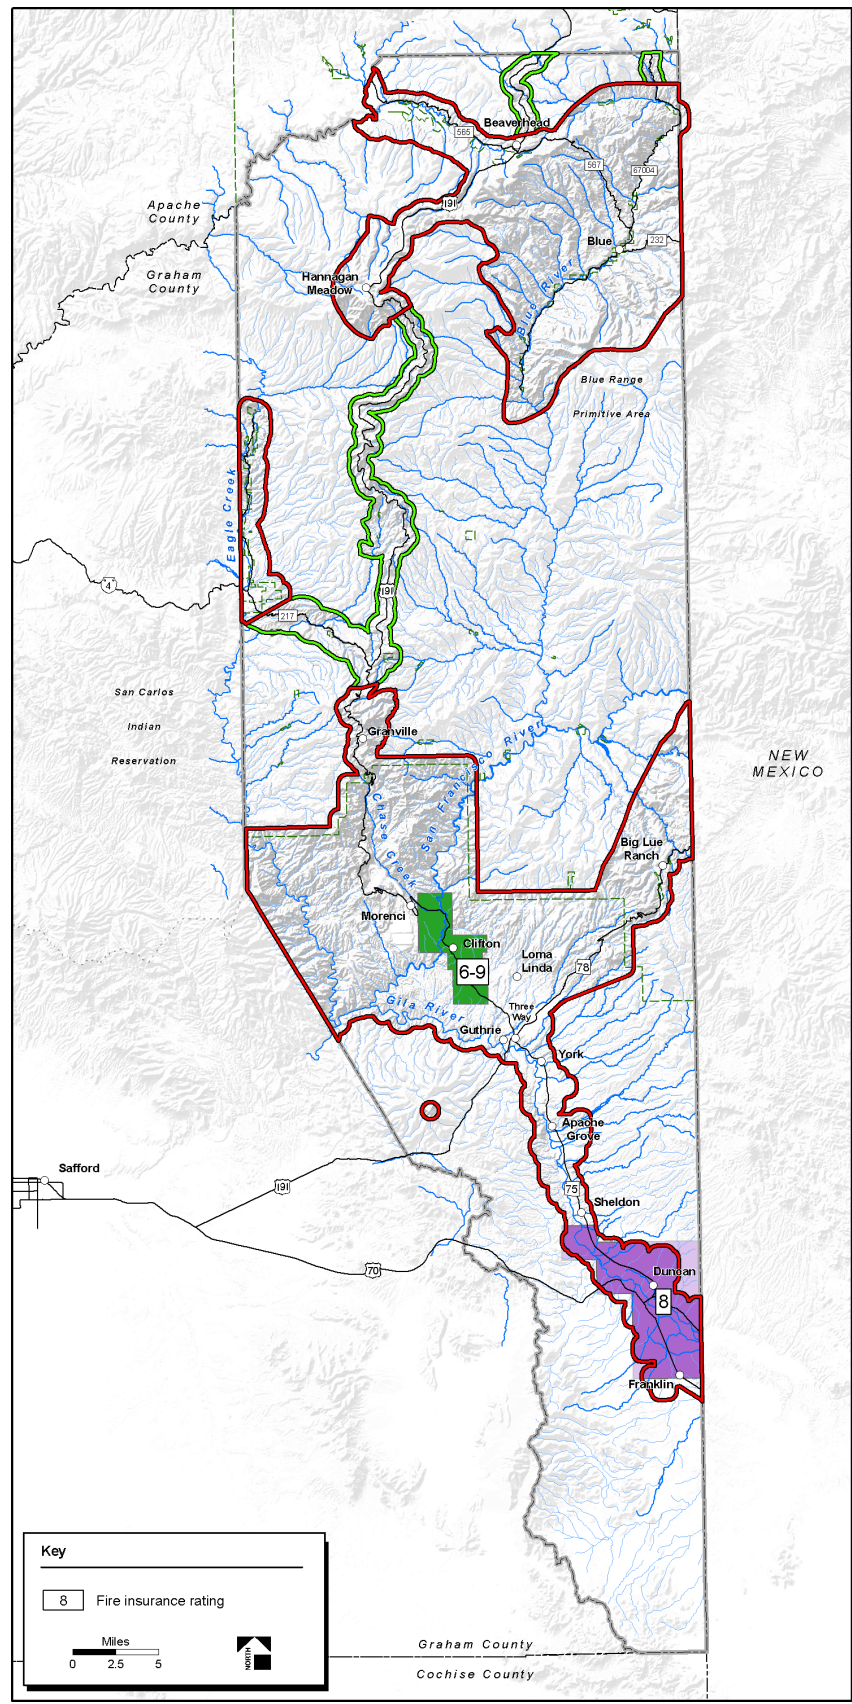 Beaverhead
565
567
67004
Apache
County
191
Blue
232
Graham
County
Hannagan
Meadow
Blue River
Blue Range
Primitive Area
Eagle Creek
4
191
217
San Carlos
Indian
Reservation
Granville
San Francisco River
NEW
MEXICO
Chase Creek
Big Lue
Ranch
Morenci
Clifton
Loma
Linda
6-9
78
Gila River
Three
Way
Guthrie
York
Apache
Grove
Safford
191
75
Sheldon
70
Duncan
8
Franklin
Key
8 Fire insurance rating
Miles
0 2.5 5
NORTH
Graham County
Cochise County